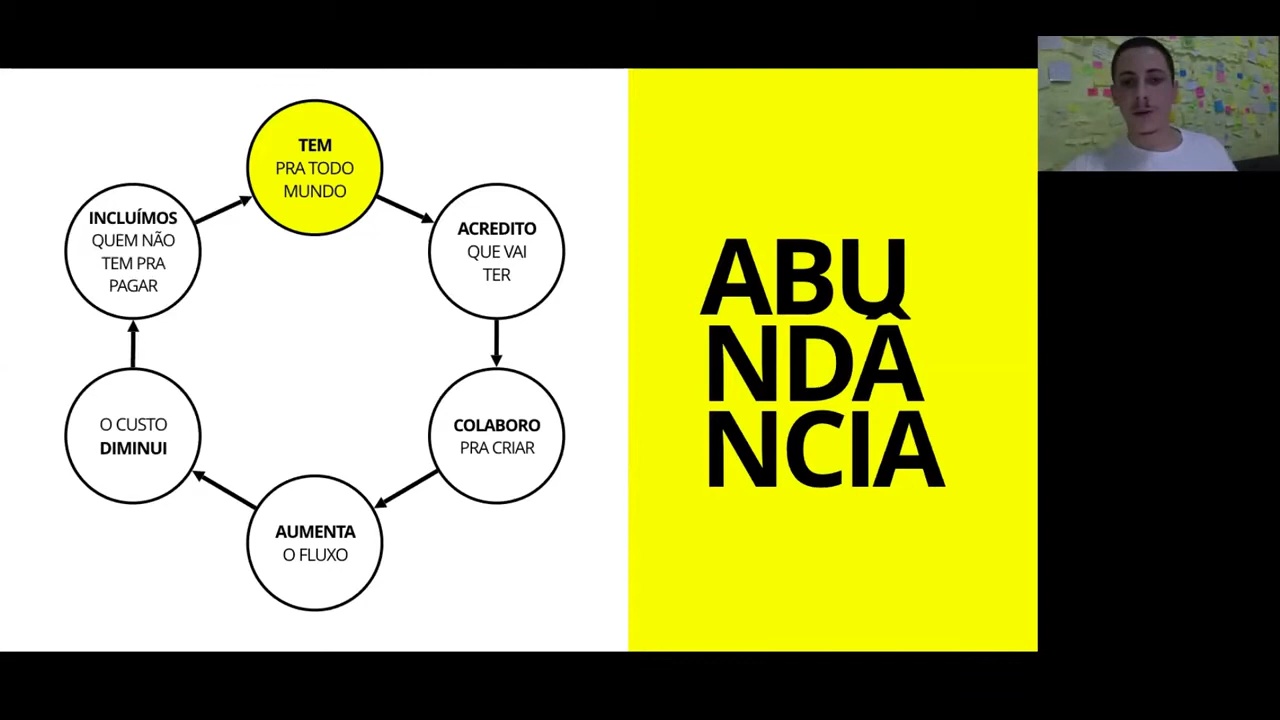 TEM
PRA TODO
MUNDO
ACREDITO
QUE VAI
TER
COLABORO
PRA CRIAR
AUMENTA
O FLUXO
O CUSTO
DIMINUI
INCLUÍMOS
QUEM NÃO
TEM PRA
PAGAR
ABU
NDÂ
NCIA